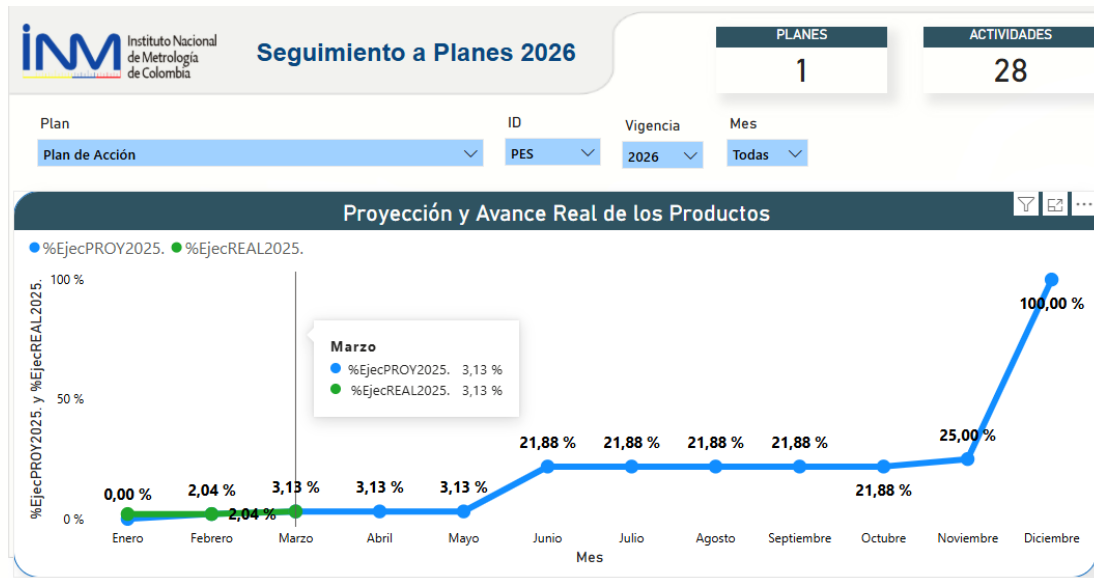 INM Instituto Nacional
de Metrología
de Colombia
Seguimiento a Planes 2026
PLANES
1
ACTIVIDADES
28
Plan
Plan de Acción
ID
PES
Vigencia
2026
Mes
Todas
Proyección y Avance Real de los Productos
%EjecPROY2025. %EjecREAL2025.
%EjecPROY2025. y %EjecREAL2025.
100 %
50 %
0 %
Marzo
%EjecPROY2025. 3,13 %
%EjecREAL2025. 3,13 %
0,00 %
2,04 %
2,04 %
3,13 %
3,13 %
3,13 %
21,88 %
21,88 %
21,88 %
21,88 %
21,88 %
25,00 %
100,00 %
Enero Febrero Marzo Abril Mayo Junio Julio Agosto Septiembre Octubre Noviembre Diciembre
Mes